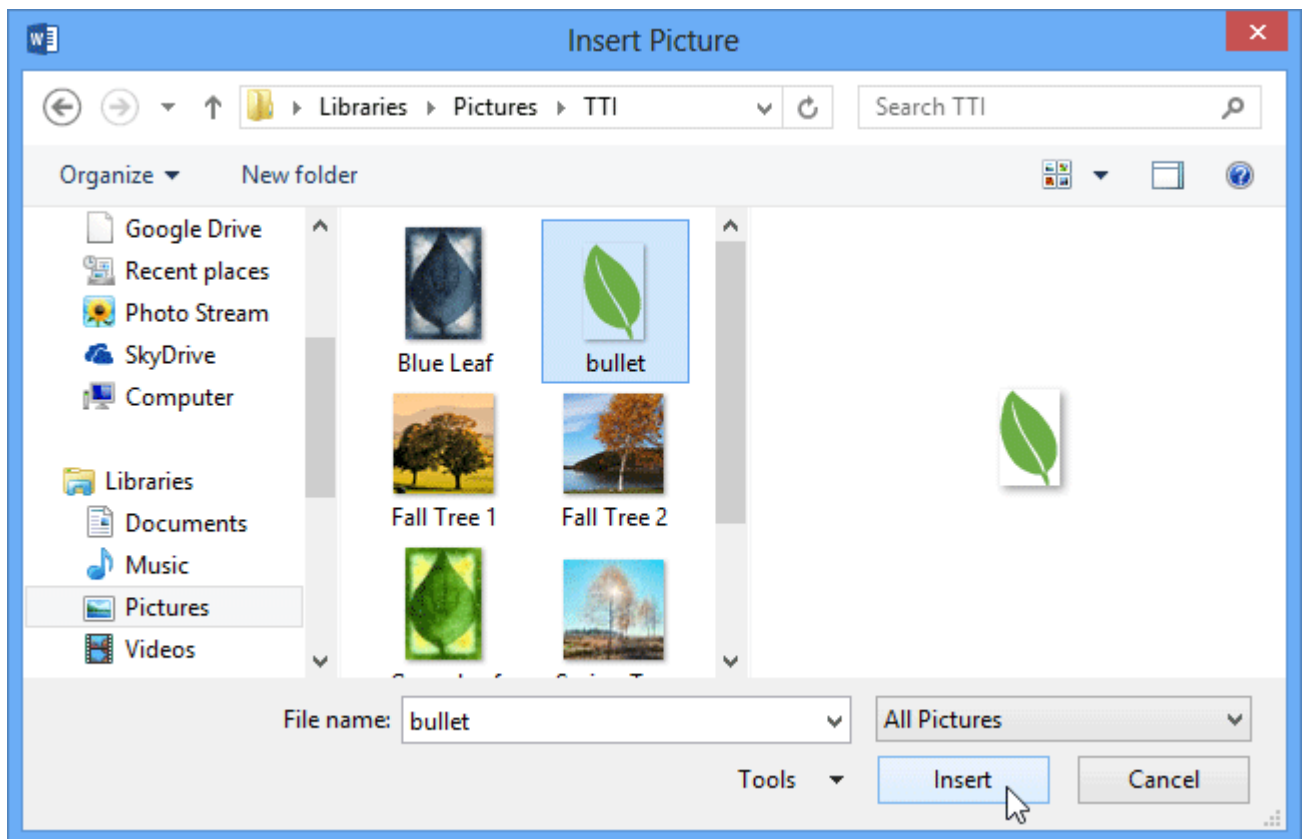 Insert Picture
Libraries Pictures TTI
Search TTI
Organize
New folder
Google Drive
Recent places
Photo Stream
SkyDrive
Computer
Libraries
Documents
Music
Pictures
Videos
Blue Leaf
bullet
Fall Tree 1
Fall Tree 2
File name: bullet
All Pictures
Tools
Insert
Cancel